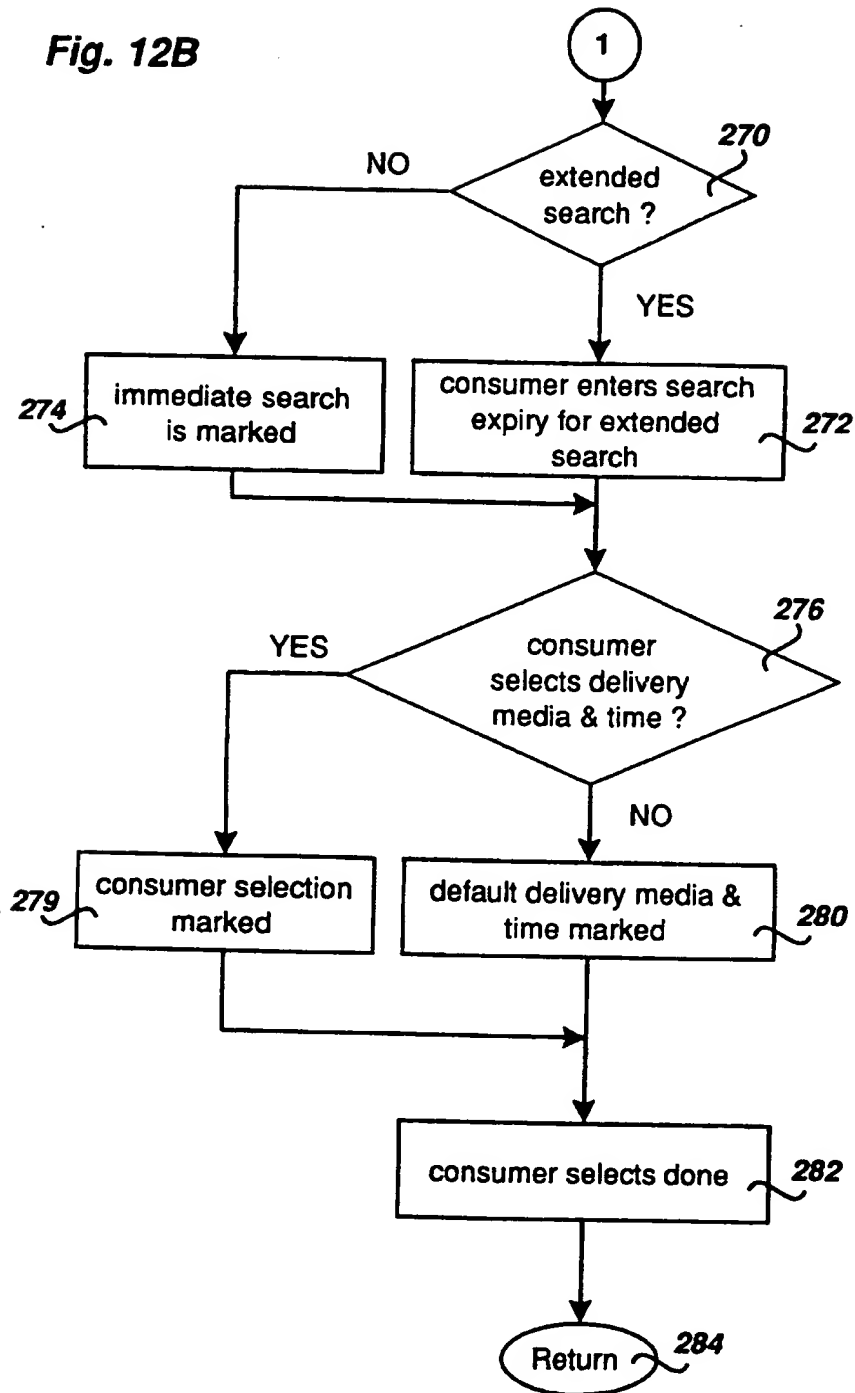 Fig. 12B
1
270
extended
search ?
NO
YES
274
immediate search
is marked
consumer enters search
expiry for extended
search
272
276
consumer
selects delivery
media & time ?
YES
NO
279
consumer selection
marked
default delivery media &
time marked
280
consumer selects done
282
Return
284